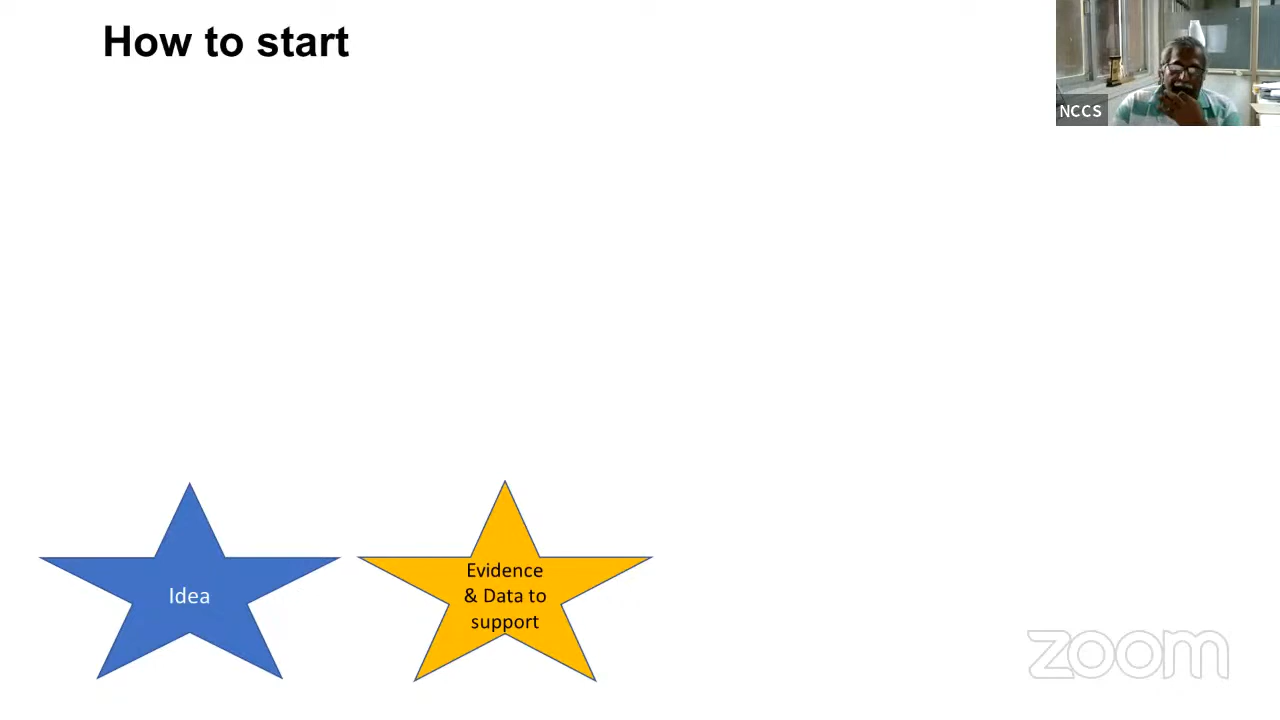 How to start
NCCS
Idea
Evidence
& Data to
support
zoom